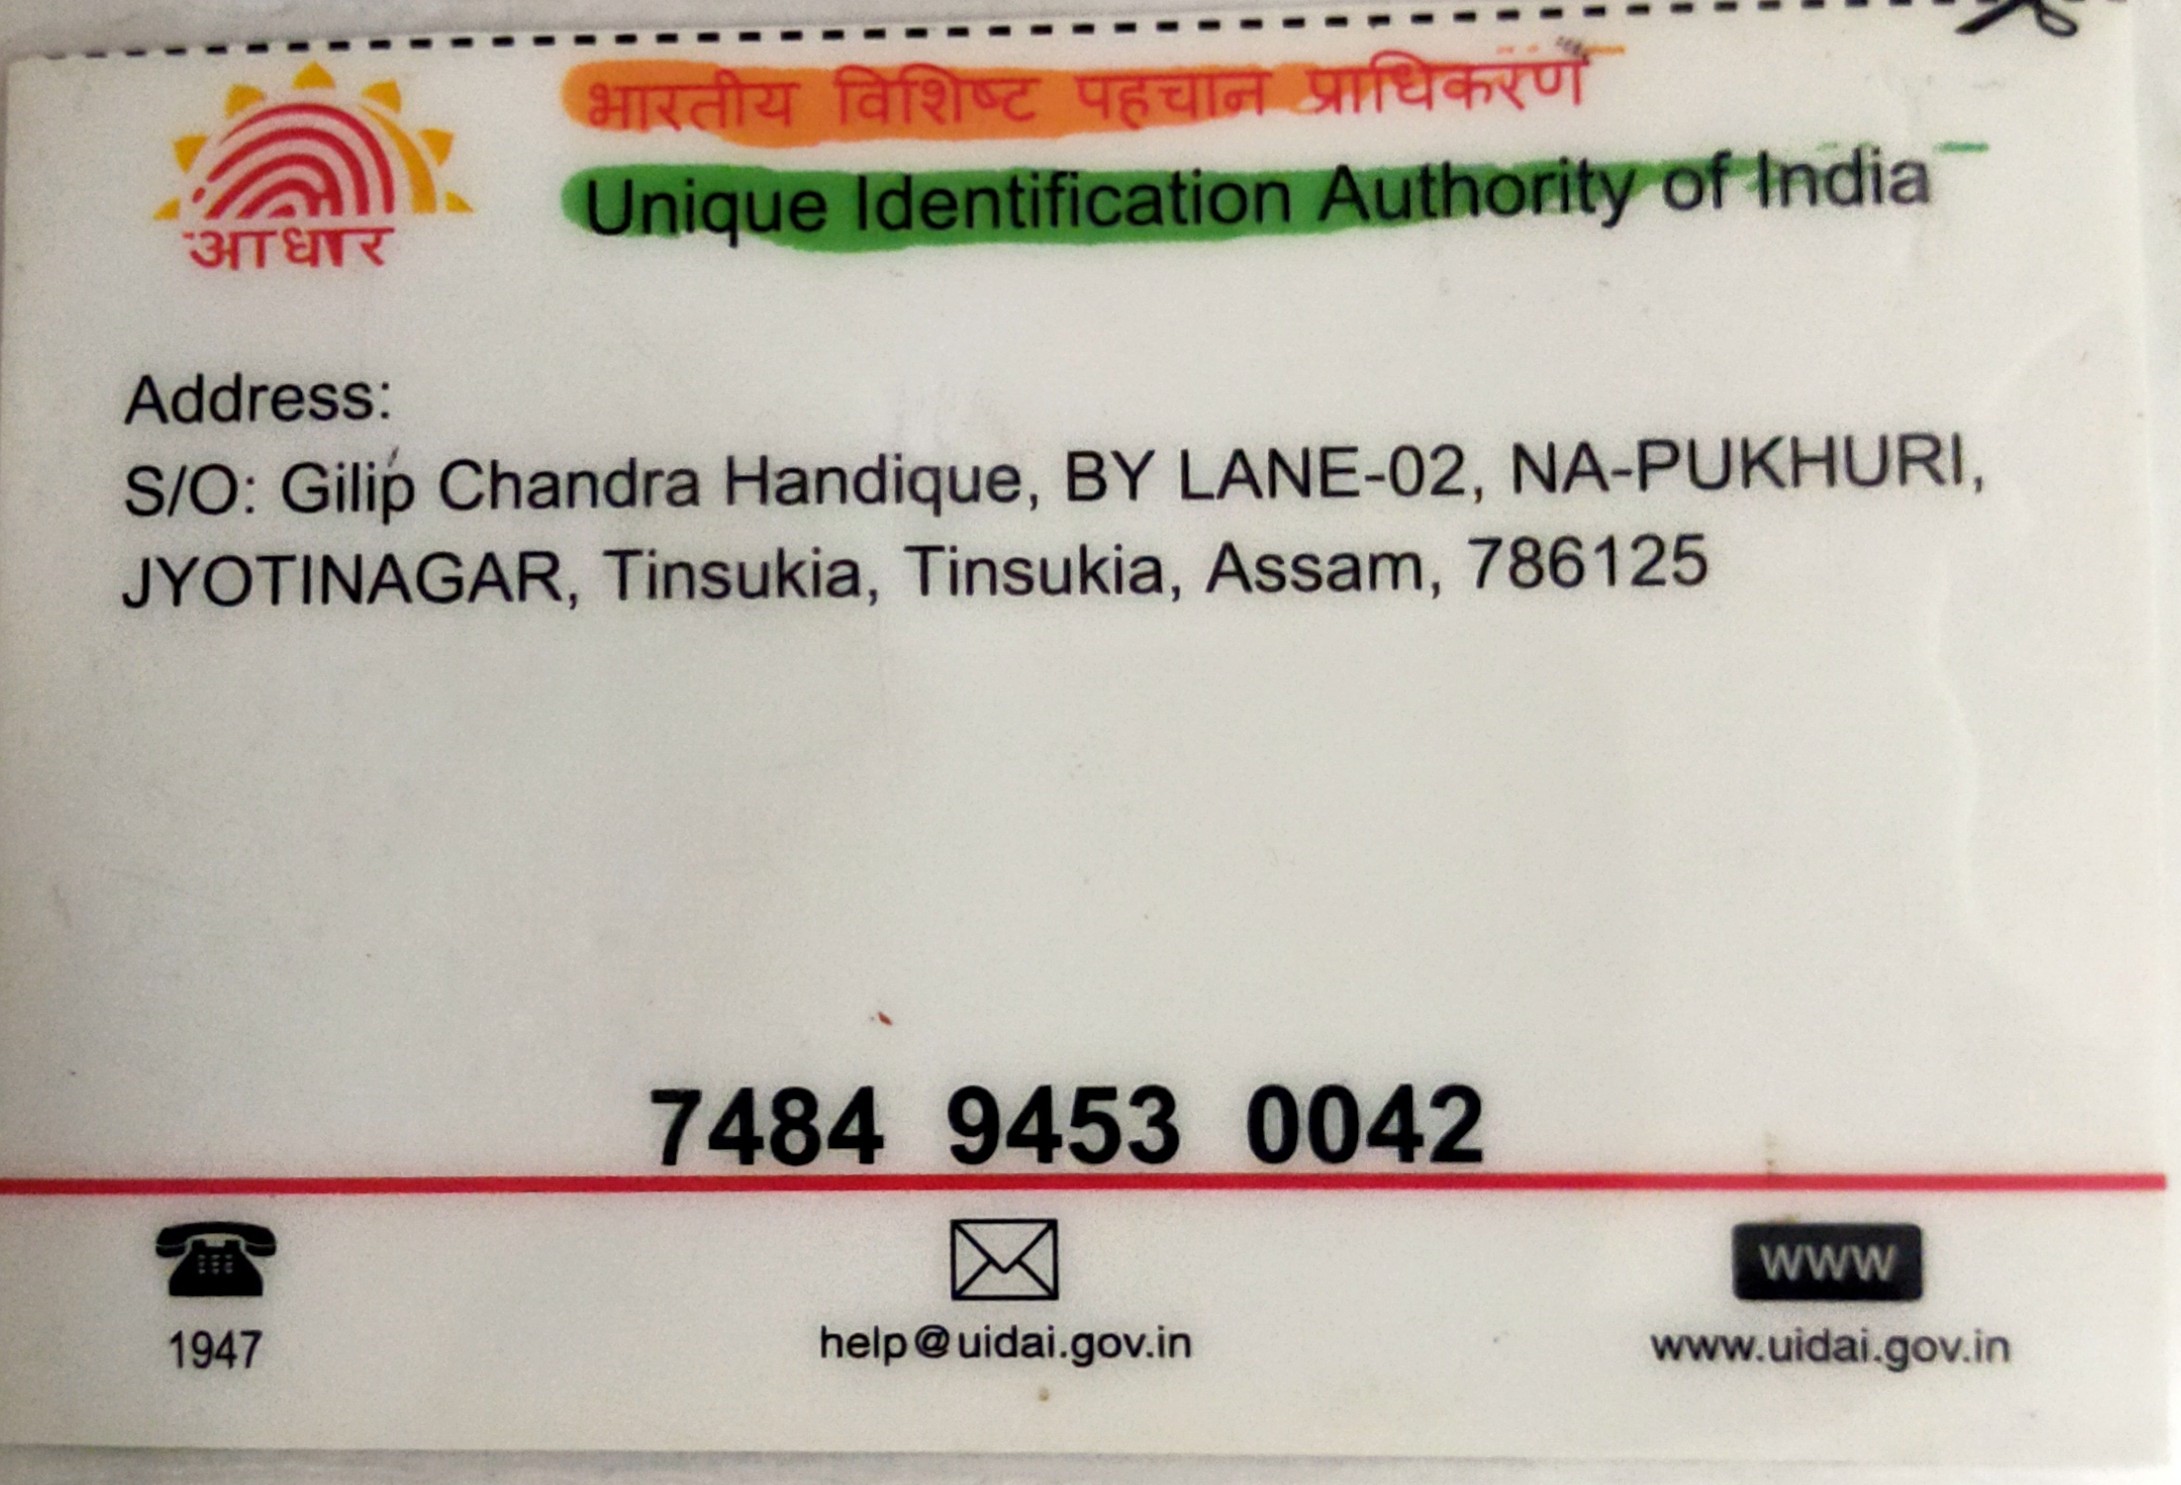 भारतीय विशिष्ट पहचान प्राधिकरण
Unique Identification Authority of India
आधार
Address:
S/O: Gilip Chandra Handique, BY LANE-02, NA-PUKHURI,
JYOTINAGAR, Tinsukia, Tinsukia, Assam, 786125
7484 9453 0042
WWW
1947
help@uidai.gov.in
www.uidai.gov.in